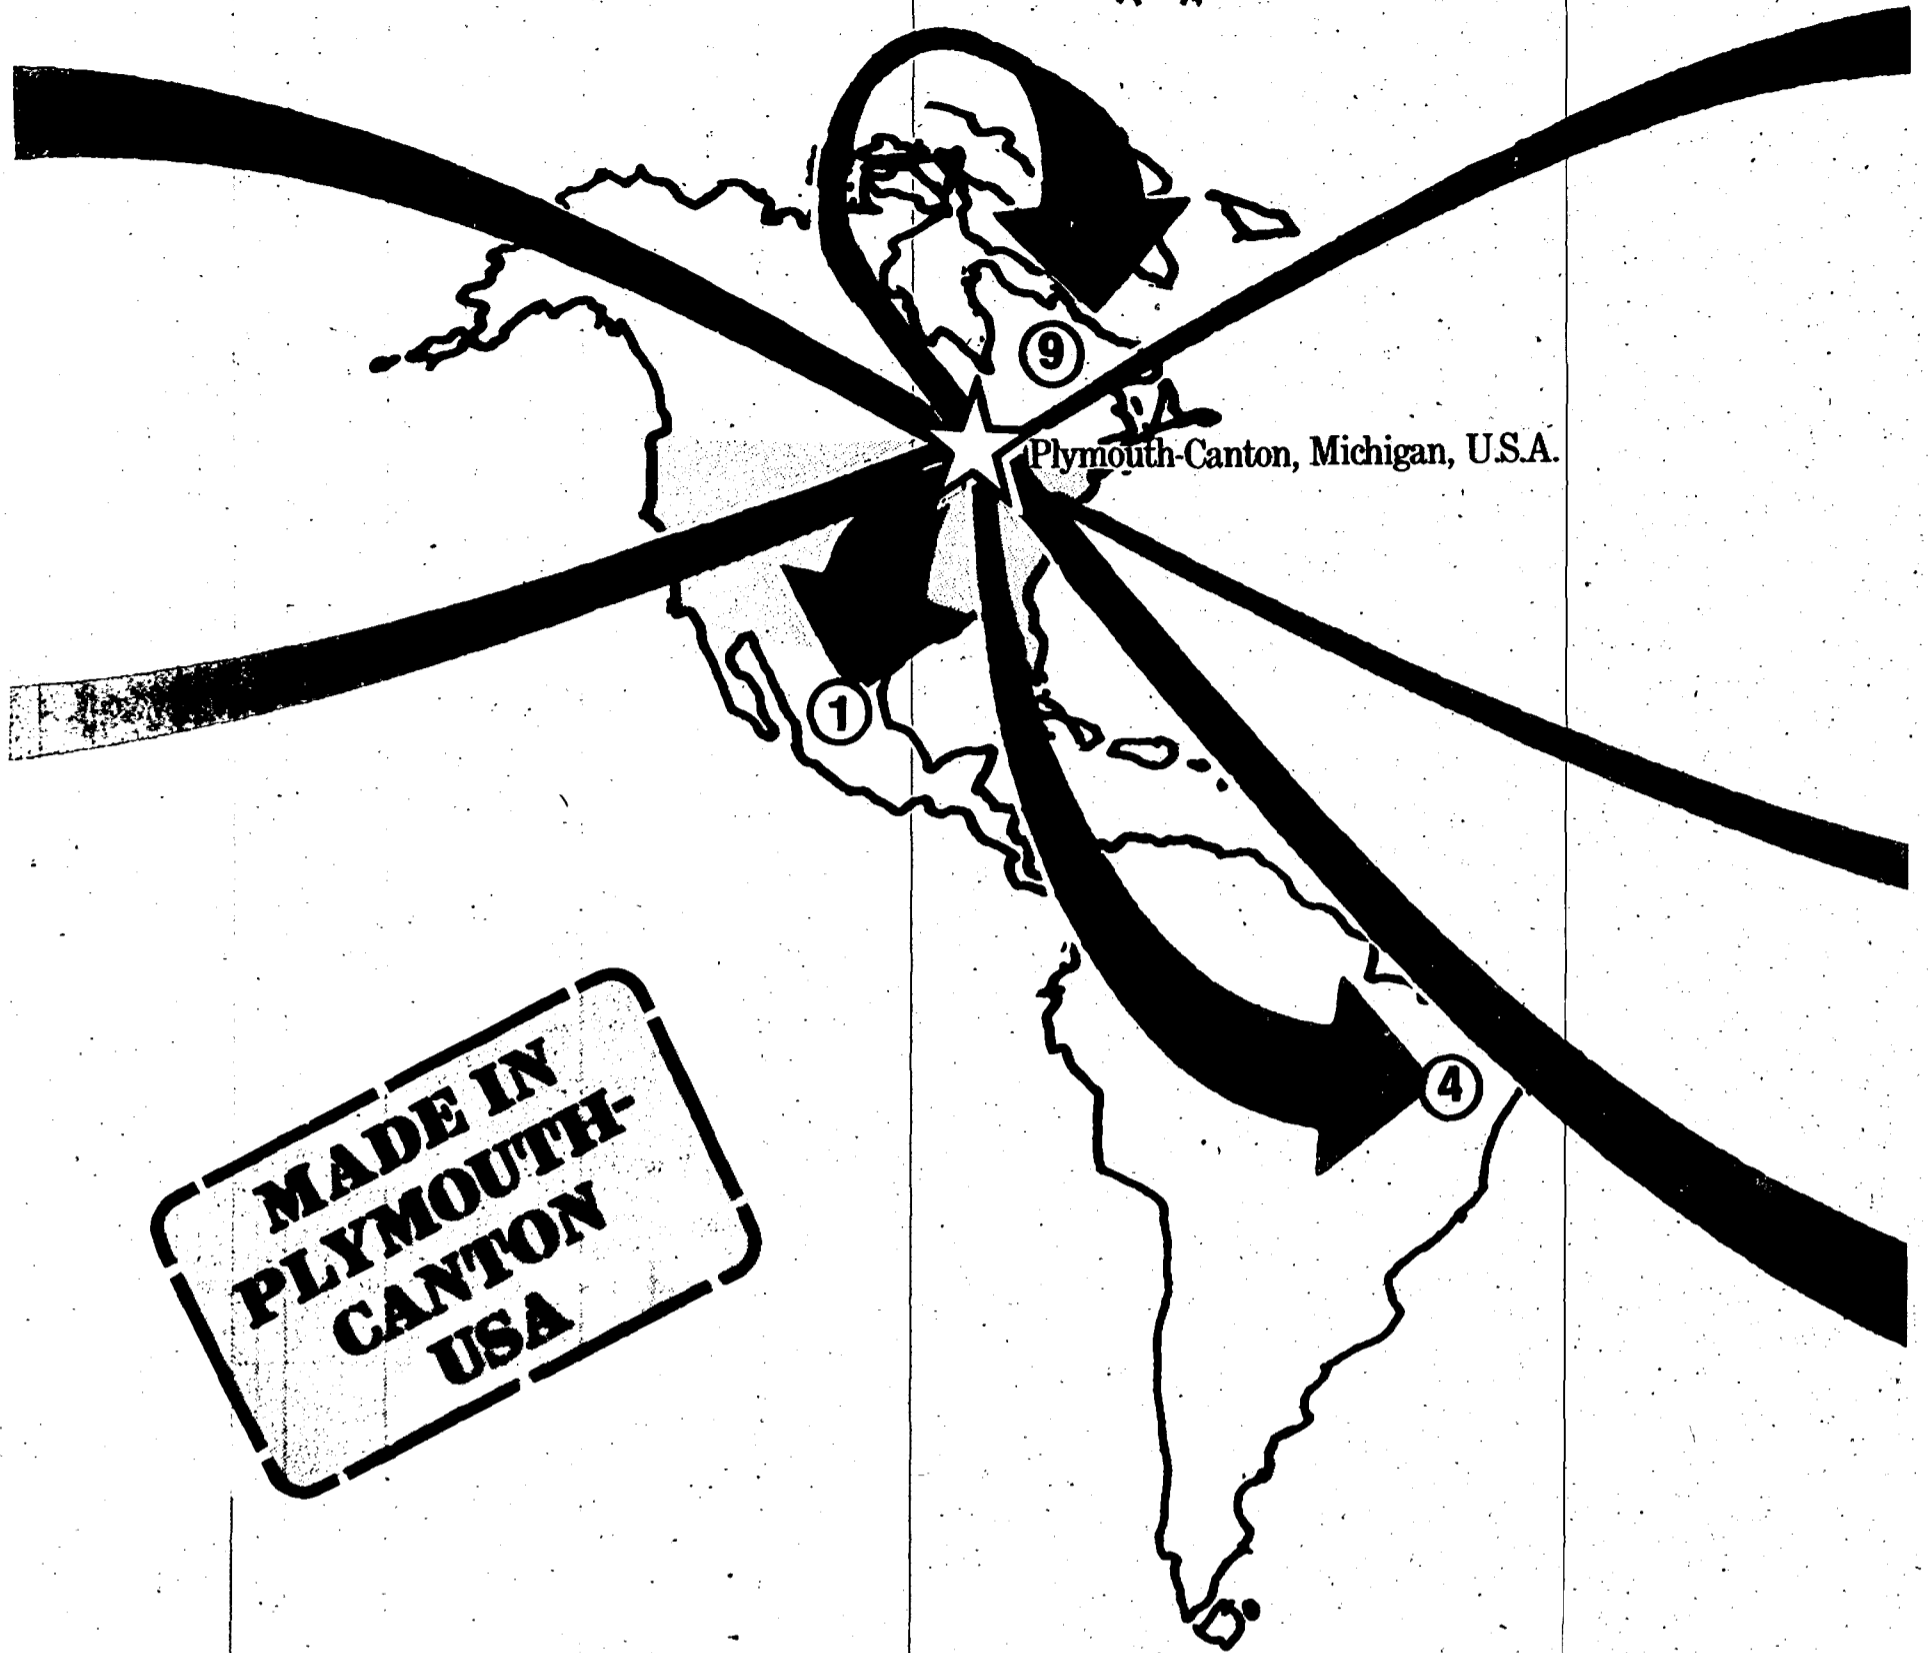 9
Plymouth-Canton, Michigan, U.S.A.
1
4
MADE IN
PLYMOUTH-
CANTON
USA